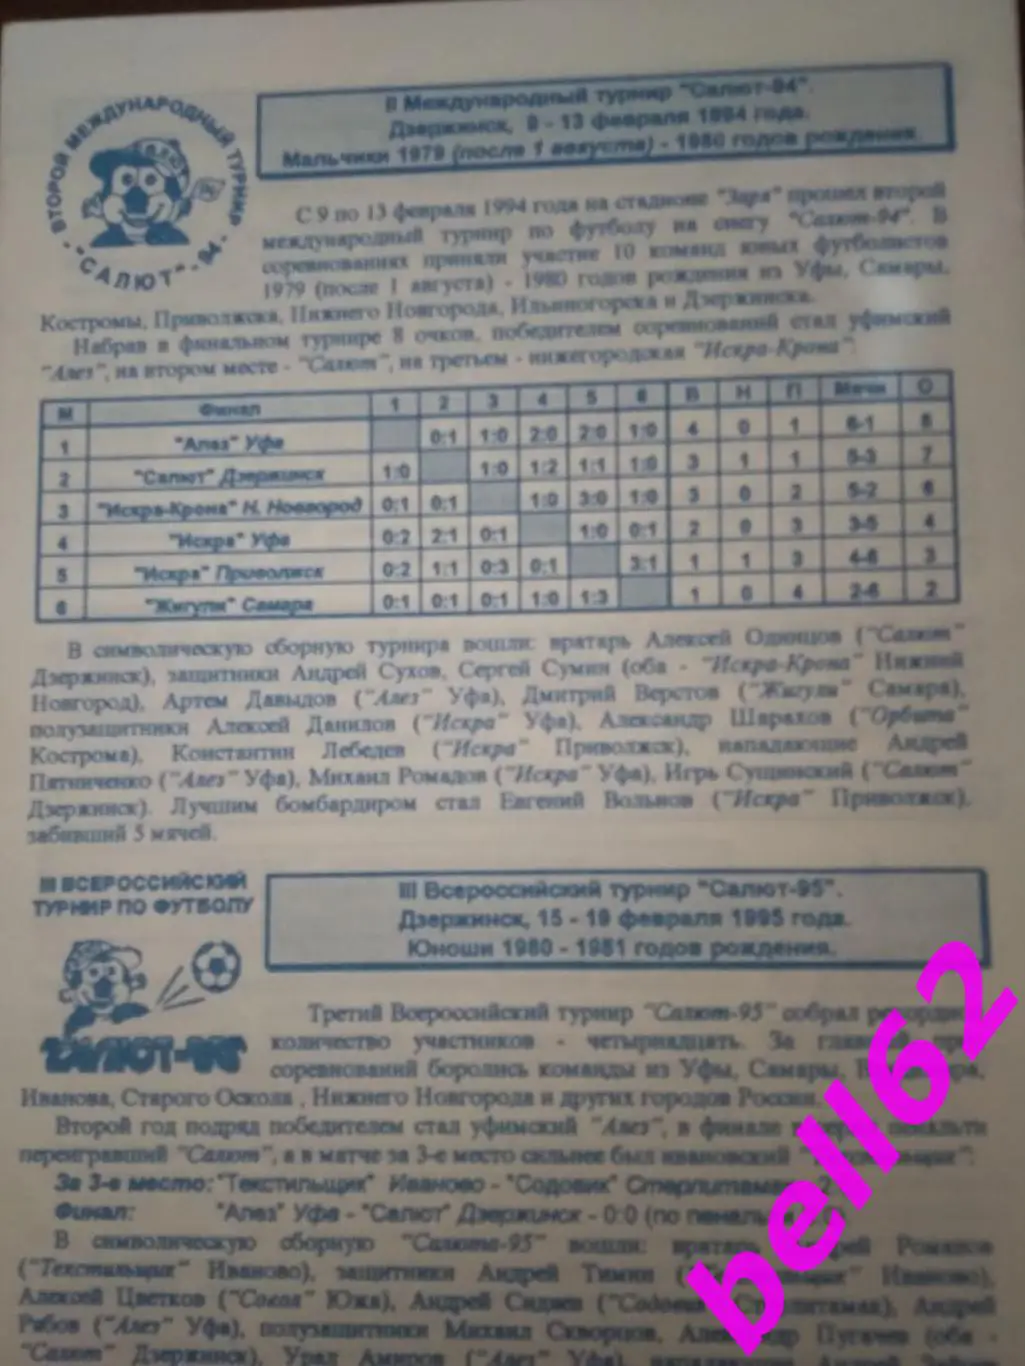 ВТОРОЙ МЕЖДУНАРОДНЫЙ ТУРНИР
"САЛЮТ" - 94
II Международный турнир "Салют-94".
Дзержинск, 9 - 13 февраля 1994 года.
Мальчики 1979 (после 1 августа) - 1980 годов рождения.
С 9 по 13 февраля 1994 года на стадионе "Заря" прошел второй
международный турнир по футболу на снегу "Салют-94". В
соревнованиях приняли участие 10 команд юных футболистов
1979 (после 1 августа) - 1980 годов рождения из Уфы, Самары,
Костромы, Приволжска, Нижнего Новгорода, Ильиногорска и Дзержинска.
Набрав в финальном турнире 8 очков, победителем соревнований стал уфимский
"Алез", на втором месте - "Салют", на третьем - нижегородская "Искра-Крона":
М Финал 1 2 3 4 5 6 В Н П Мячи О
1 "Алез" Уфа 0:1 1:0 2:0 2:0 1:0 4 0 1 6-1 8
2 "Салют" Дзержинск 1:0 1:0 1:2 1:1 1:0 3 1 1 5-3 7
3 "Искра-Крона" Н. Новгород 0:1 0:1 1:0 3:0 1:0 3 0 2 5-2 6
4 "Искра" Уфа 0:2 2:1 0:1 1:0 0:1 2 0 3 3-5 4
5 "Искра" Приволжск 0:2 1:1 0:3 0:1 3:1 1 1 3 4-8 3
6 "Жигули" Самара 0:1 0:1 0:1 1:0 1:3 1 0 4 2-6 2
В символическую сборную турнира вошли: вратарь Алексей Одинцов ("Салют"
Дзержинск), защитники Андрей Сухов, Сергей Сумин (оба - "Искра-Крона" Нижний
Новгород), Артем Давыдов ("Алез" Уфа), Дмитрий Верстов ("Жигули" Самара),
полузащитники Алексей Данилов ("Искра" Уфа), Александр Шарахов ("Орбита"
Кострома), Константин Лебедев ("Искра" Приволжск), нападающие Андрей
Пятниченко ("Алез" Уфа), Михаил Ромадов ("Искра" Уфа), Игрь Сущинский ("Салют"
Дзержинск). Лучшим бомбардиром стал Евгений Вольнов ("Искра" Приволжск),
забивший 5 мячей.
III ВСЕРОССИЙСКИЙ
ТУРНИР ПО ФУТБОЛУ
САЛЮТ-95
III Всероссийский турнир "Салют-95".
Дзержинск, 15 - 19 февраля 1995 года.
Юноши 1980 - 1981 годов рождения.
Третий Всероссийский турнир "Салют-95" собрал
количество участников - четырнадцать. За
соревнований боролись команды из Уфы, Самары,
Иванова, Старого Оскола , Нижнего Новгорода и других городов России.
Второй год подряд победителем стал уфимский "Алез", в финале пенальти
переигравший "Салют", а в матче за 3-е место сильнее был ивановский
За 3-е место: "Текстильщик" Иваново - "Содовик" Стерлитамак
Финал: "Алез" Уфа - "Салют" Дзержинск - 0:0 (по
В символическую сборную "Салюта-95" вошли: вратарь Романов
("Текстильщик" Иваново), защитники Андрей Тимин Иваново),
Алексей Цветков ("Сокол" Южа), Андрей Сидяев Андрей
Рябов ("Алез" Уфа), полузащитники Михаил Скворцов, Пугачев (оба -
"Салют" Дзержинск), Урал Амиров ("Алез" Уфа),
bell62